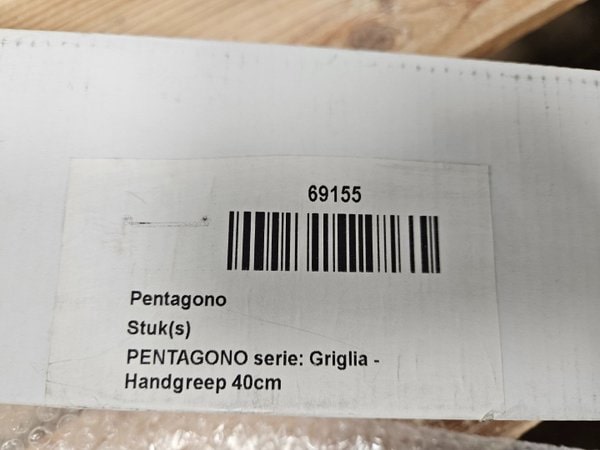 69155
Pentagono
Stuk(s)
PENTAGONO serie: Griglia -
Handgreep 40cm